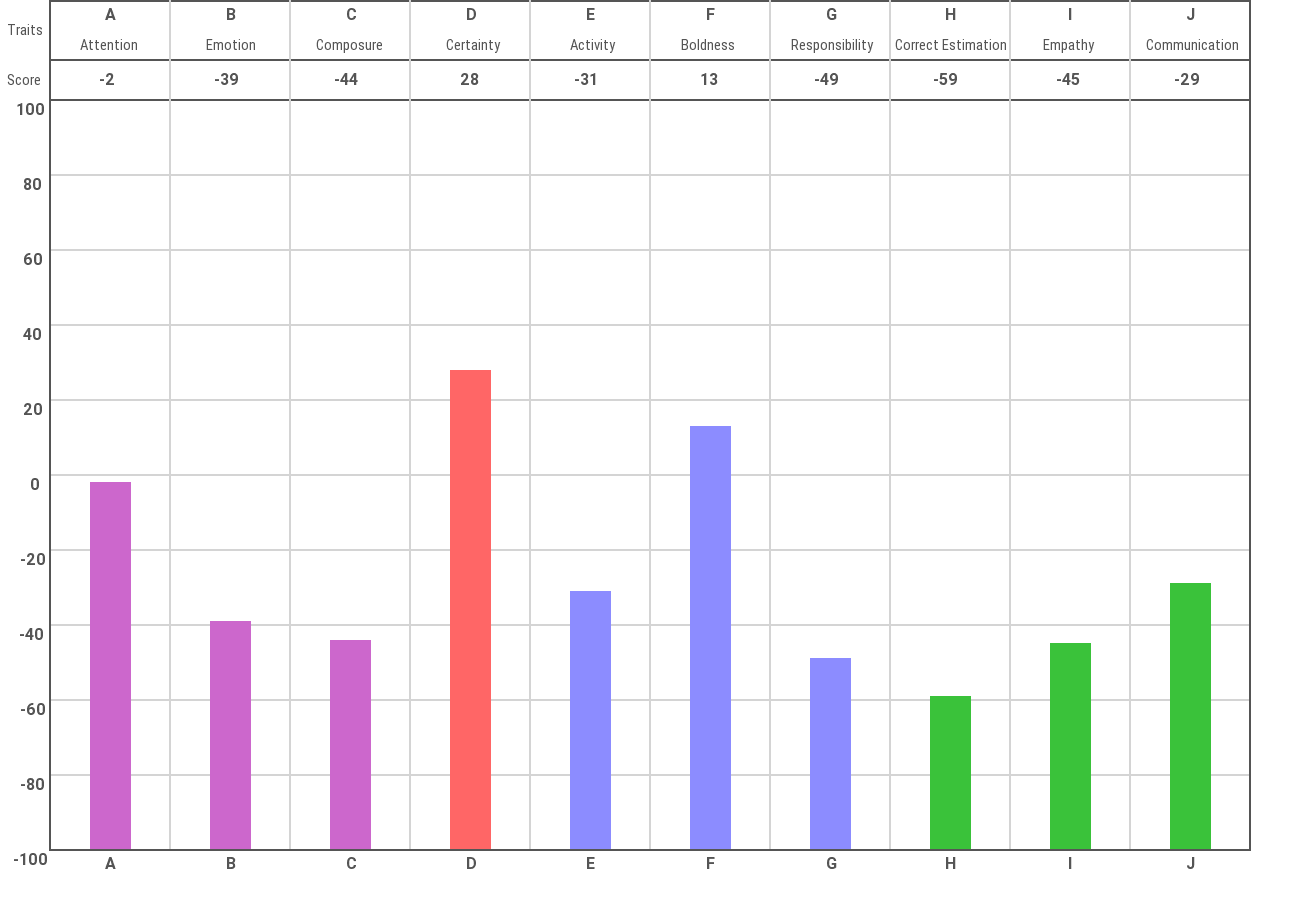 A B C D E F G H I J
Traits
Attention Emotion Composure Certainty Activity Boldness Responsibility Correct Estimation Empathy Communication
Score -2 -39 -44 28 -31 13 -49 -59 -45 -29
100
80
60
40
20
0
-20
-40
-60
-80
-100
A B C D E F G H I J